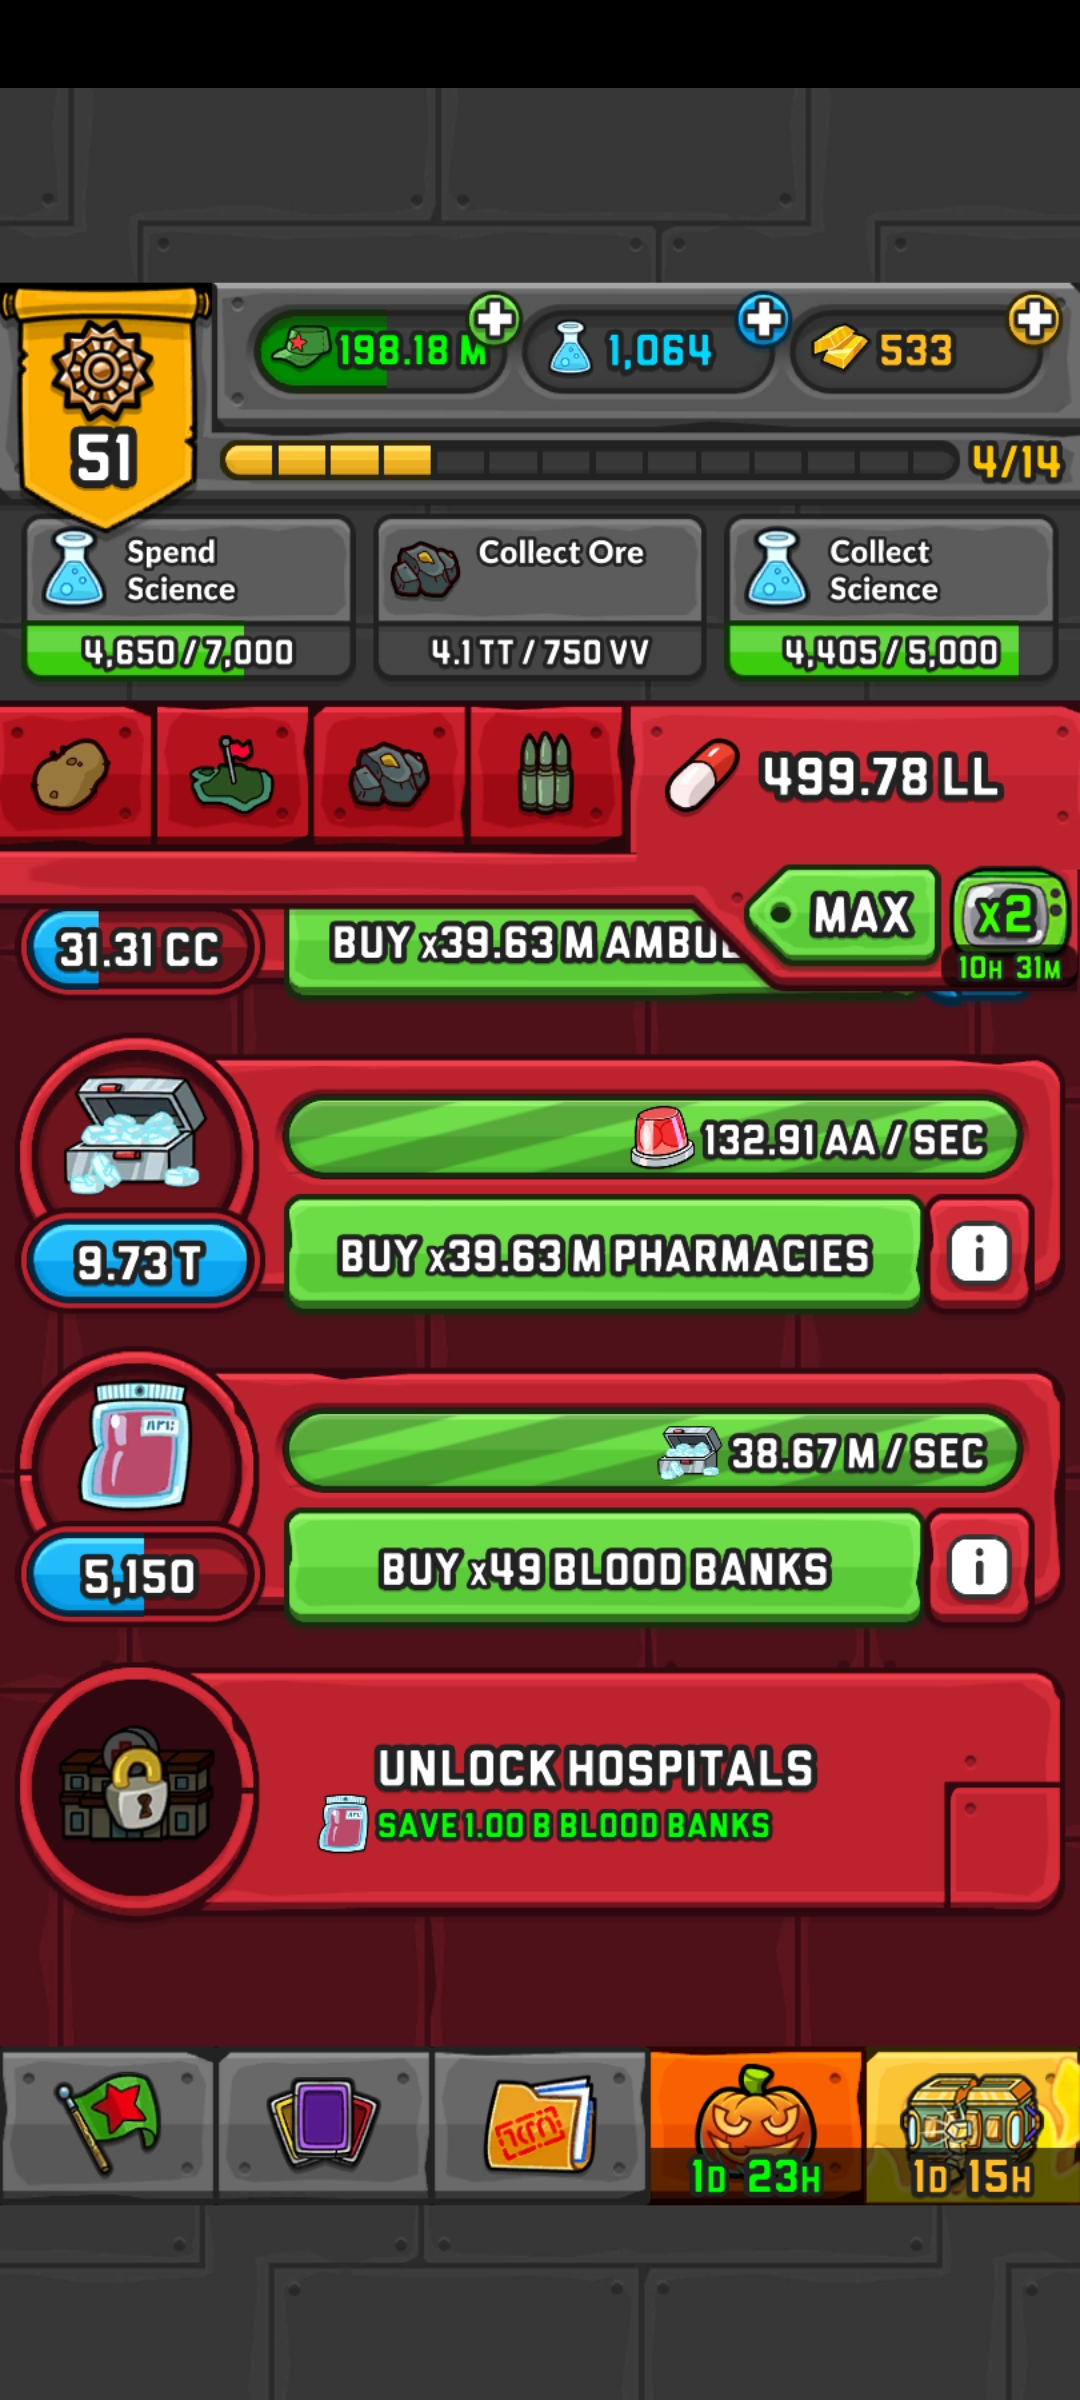 198.18 M
1,064
533
51
4/14
Spend
Science
4,650/7,000
Collect Ore
4.1 TT / 750 VV
Collect
Science
4,405/5,000
499.78 LL
MAX
x2
10H 31M
31.31 CC
BUY x39.63 M AMBUL
132.91 AA / SEC
9.73 T
BUY x39.63 M PHARMACIES
i
38.67 M / SEC
5,150
BUY x49 BLOOD BANKS
i
UNLOCK HOSPITALS
SAVE 1.00 B BLOOD BANKS
1D 23H
1D 15H